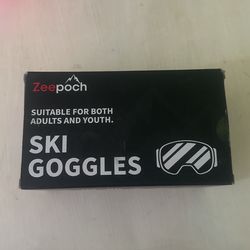 Zeepoch
SUITABLE FOR BOTH
ADULTS AND YOUTH.
SKI
GOGGLES